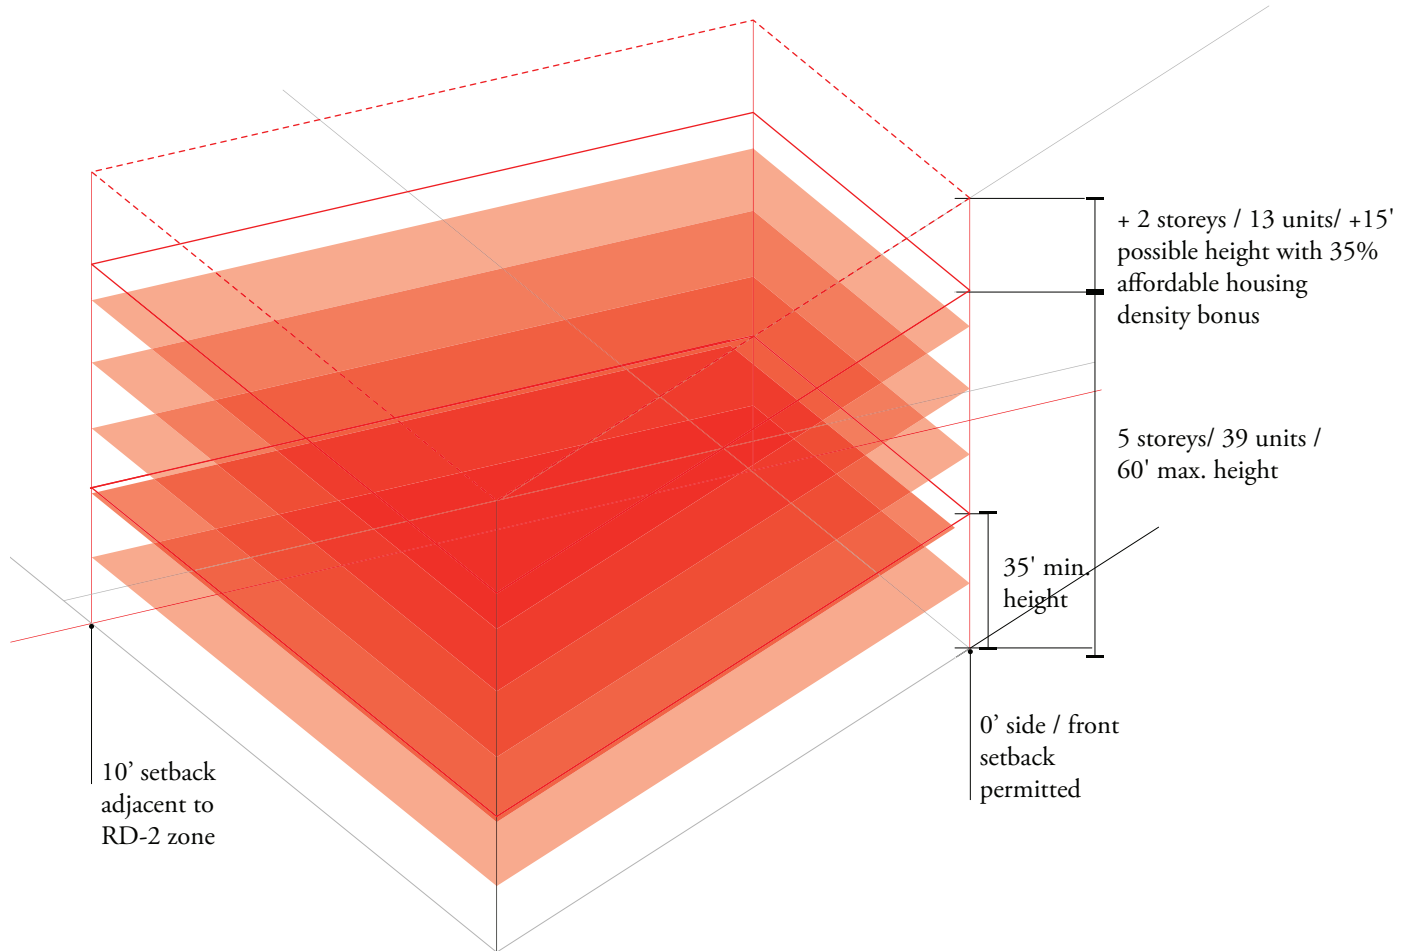 + 2 storeys / 13 units/ +15'
possible height with 35%
affordable housing
density bonus
5 storeys/ 39 units /
60' max. height
35' min.
height
0’ side / front
setback
permitted
10’ setback
adjacent to
RD-2 zone